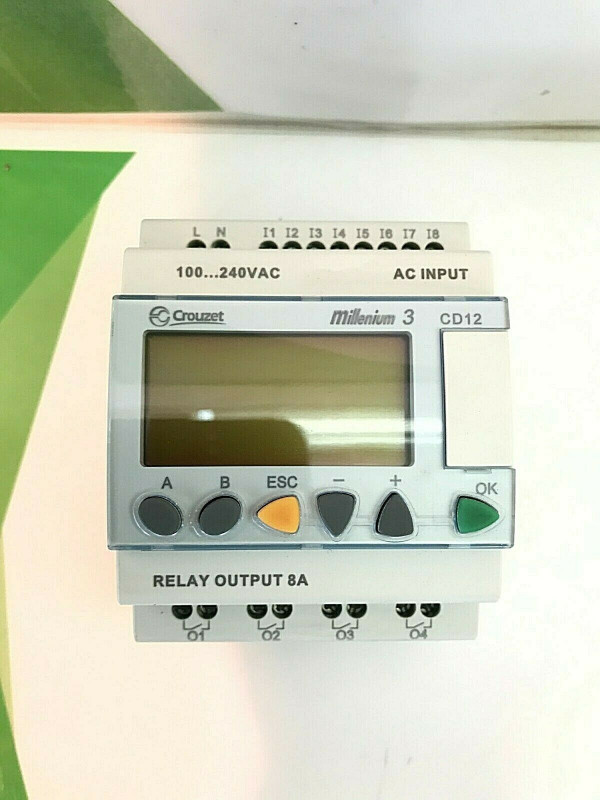 L N I1 I2 I3 I4 I5 I6 I7 I8
100...240VAC AC INPUT
Crouzet millenium 3 CD12
A B ESC − + OK
RELAY OUTPUT 8A
O1 O2 O3 O4